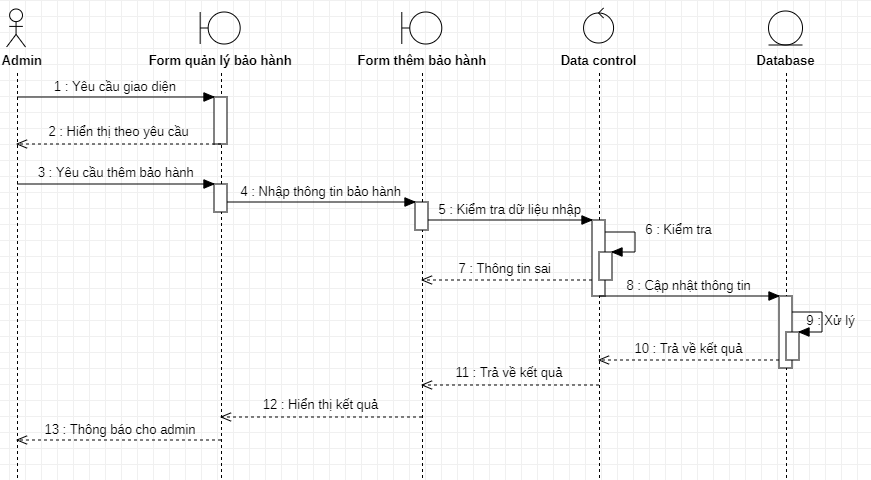 Admin
Form quản lý bảo hành
Form thêm bảo hành
Data control
Database
1 : Yêu cầu giao diện
2 : Hiển thị theo yêu cầu
3 : Yêu cầu thêm bảo hành
4 : Nhập thông tin bảo hành
5 : Kiểm tra dữ liệu nhập
6 : Kiểm tra
7 : Thông tin sai
8 : Cập nhật thông tin
9 : Xử lý
10 : Trả về kết quả
11 : Trả về kết quả
12 : Hiển thị kết quả
13 : Thông báo cho admin